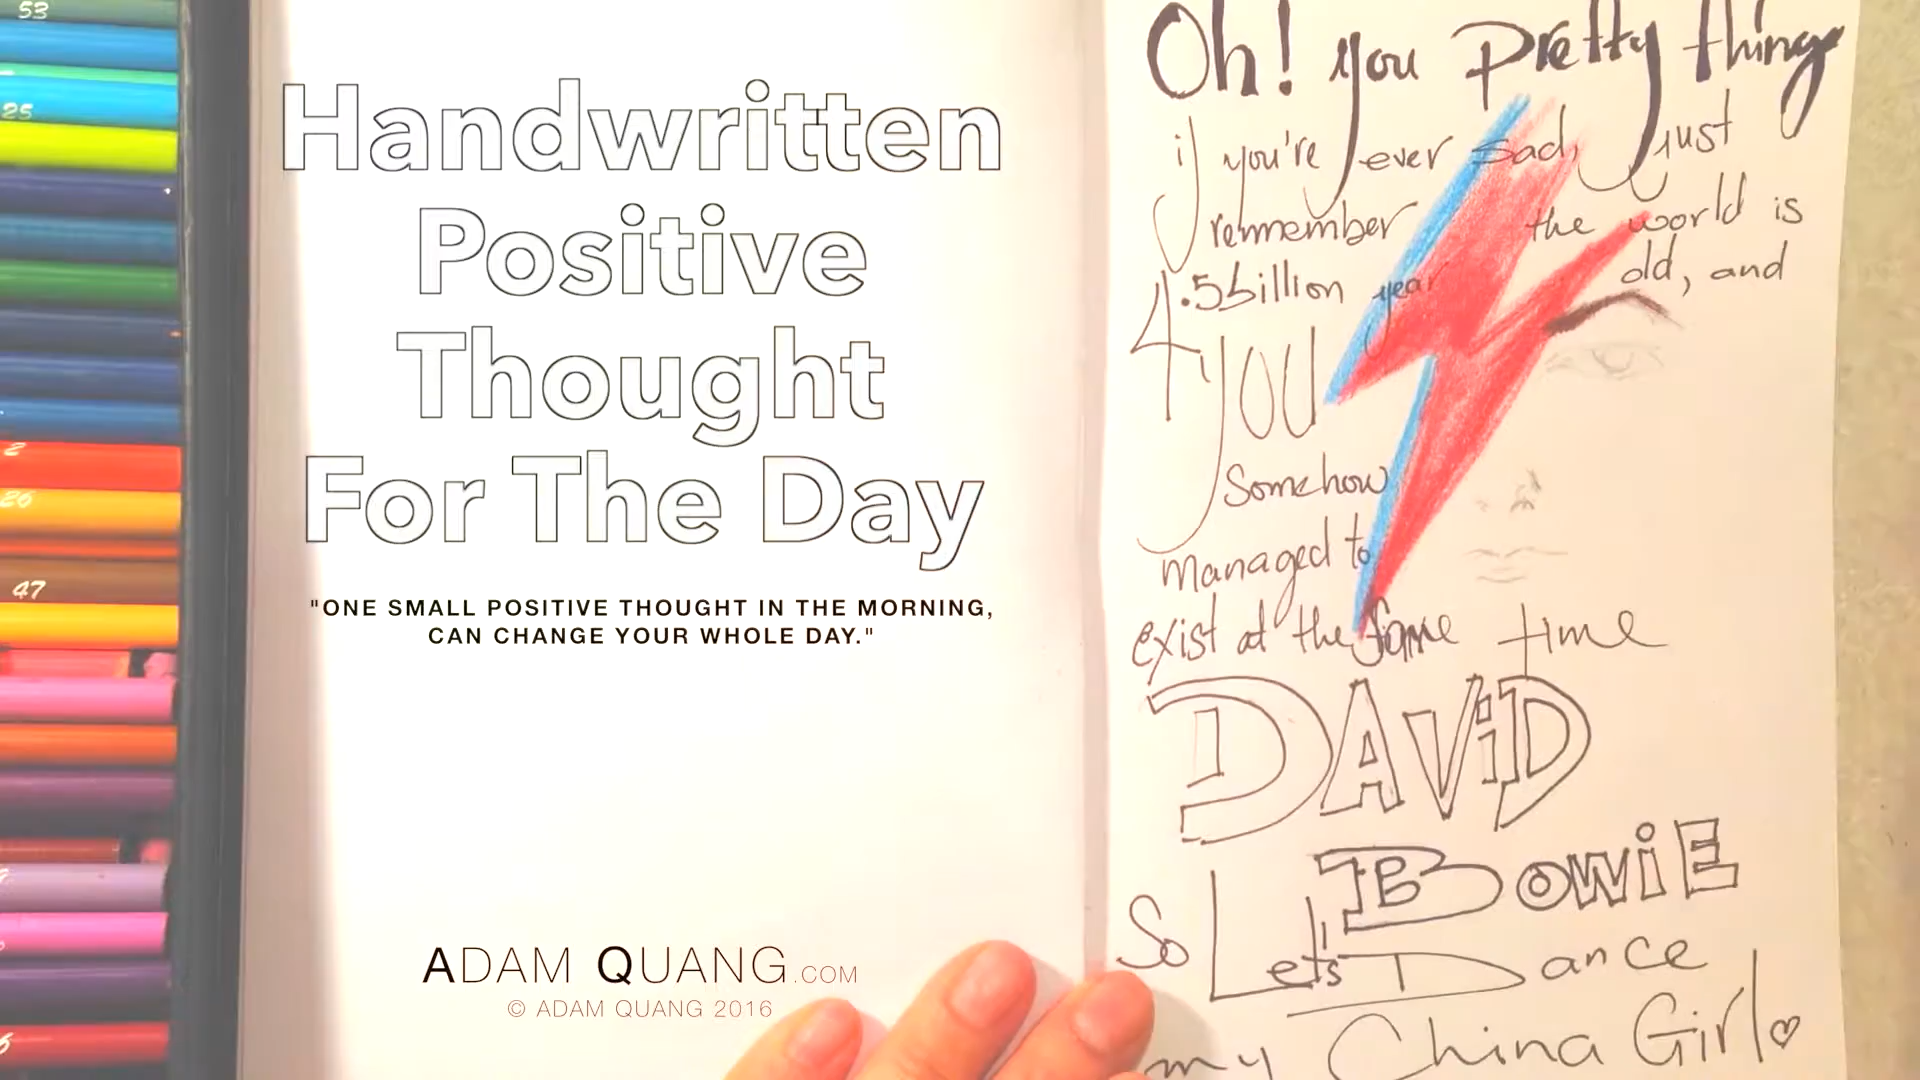 53
25
2
26
47
Handwritten
Positive
Thought
For The Day
"ONE SMALL POSITIVE THOUGHT IN THE MORNING,
CAN CHANGE YOUR WHOLE DAY."
ADAM QUANG.COM
© ADAM QUANG 2016
Oh! you pretty things
if you're ever sad, just
remember the world is
4.5 billion year old, and
you
Somehow
managed to
exist at the same time
DAViD
BOWiE
So Let's Dance
my China Girl ♡